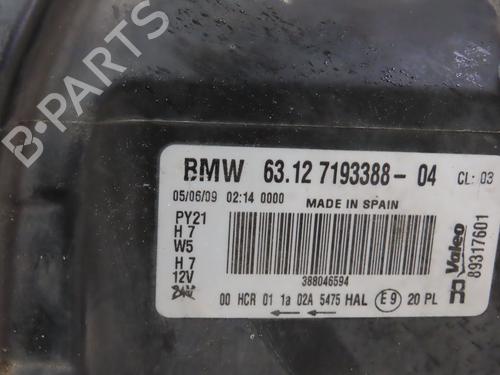 B-PARTS
BMW 63.12 7193388-04 CL: 03
05/06/09 02:14 0000 MADE IN SPAIN
PY21
H 7
W5
H 7
12V
24V
388046594
00 HCR 01 1a 02A 5475 HAL E9 20 PL
Valeo
89317601